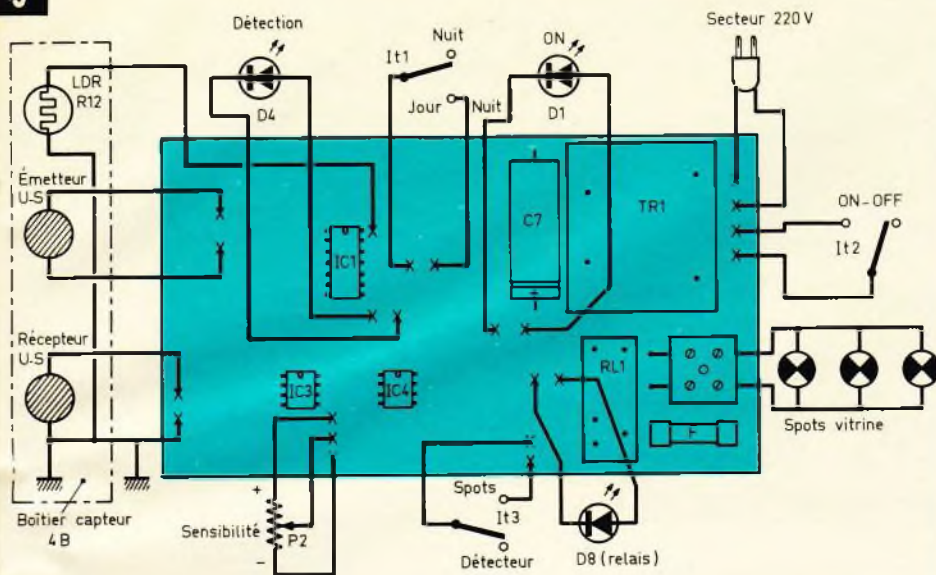 Détection
Nuit
It1
Jour
Nuit
ON
D1
Secteur 220 V
LDR
R12
D4
Émetteur
U-S
IC1
C7
TR1
ON-OFF
It2
Récepteur
U-S
IC3
IC4
RL1
F
Spots vitrine
+
Sensibilité
P2
-
Spots
It3
Détecteur
D8 (relais)
Boîtier capteur
4B